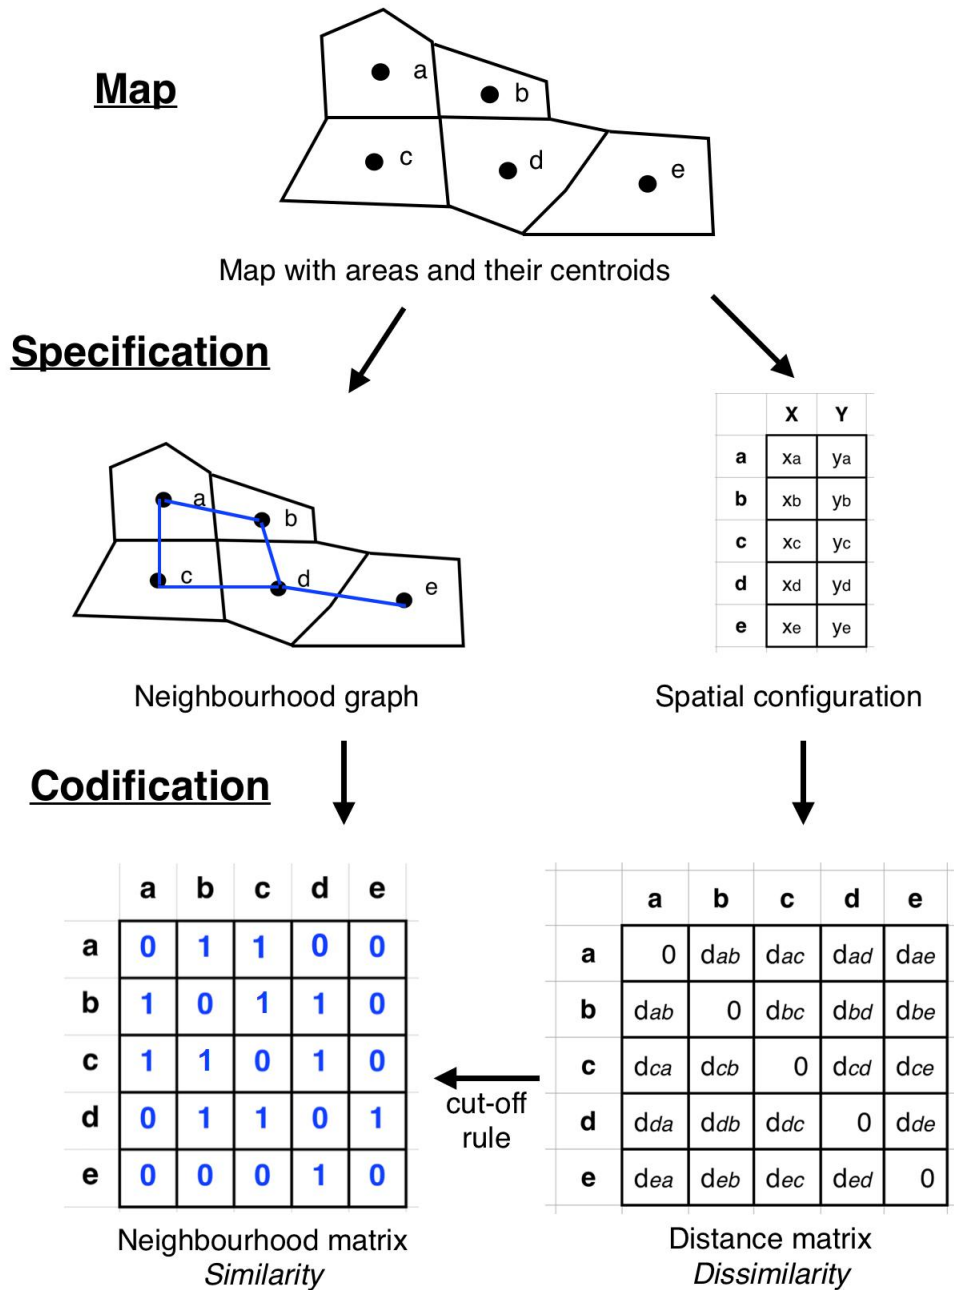 Map
a
b
c
d
e
Map with areas and their centroids
Specification
a
b
c
d
e
Neighbourhood graph
X Y
a xa ya
b xb yb
c xc yc
d xd yd
e xe ye
Spatial configuration
Codification
a b c d e
a 0 1 1 0 0
b 1 0 1 1 0
c 1 1 0 1 0
d 0 1 1 0 1
e 0 0 0 1 0
Neighbourhood matrix
Similarity
cut-off
rule
a b c d e
a 0 dab dac dad dae
b dab 0 dbc dbd dbe
c dca dcb 0 dcd dce
d dda ddb ddc 0 dde
e dea deb dec ded 0
Distance matrix
Dissimilarity